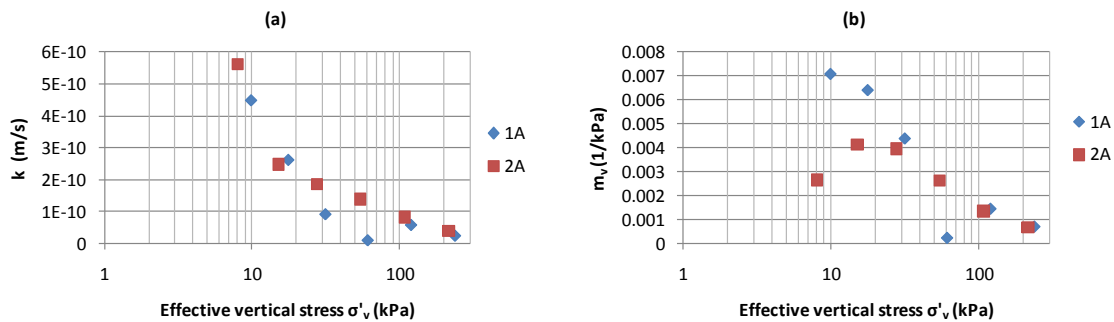 (a)
6E-10
5E-10
4E-10
3E-10
2E-10
1E-10
0
k (m/s)
1 10 100
Effective vertical stress σ'v (kPa)
1A
2A
(b)
0.008
0.007
0.006
0.005
0.004
0.003
0.002
0.001
0
mv(1/kPa)
1 10 100
Effective vertical stress σ'v (kPa)
1A
2A